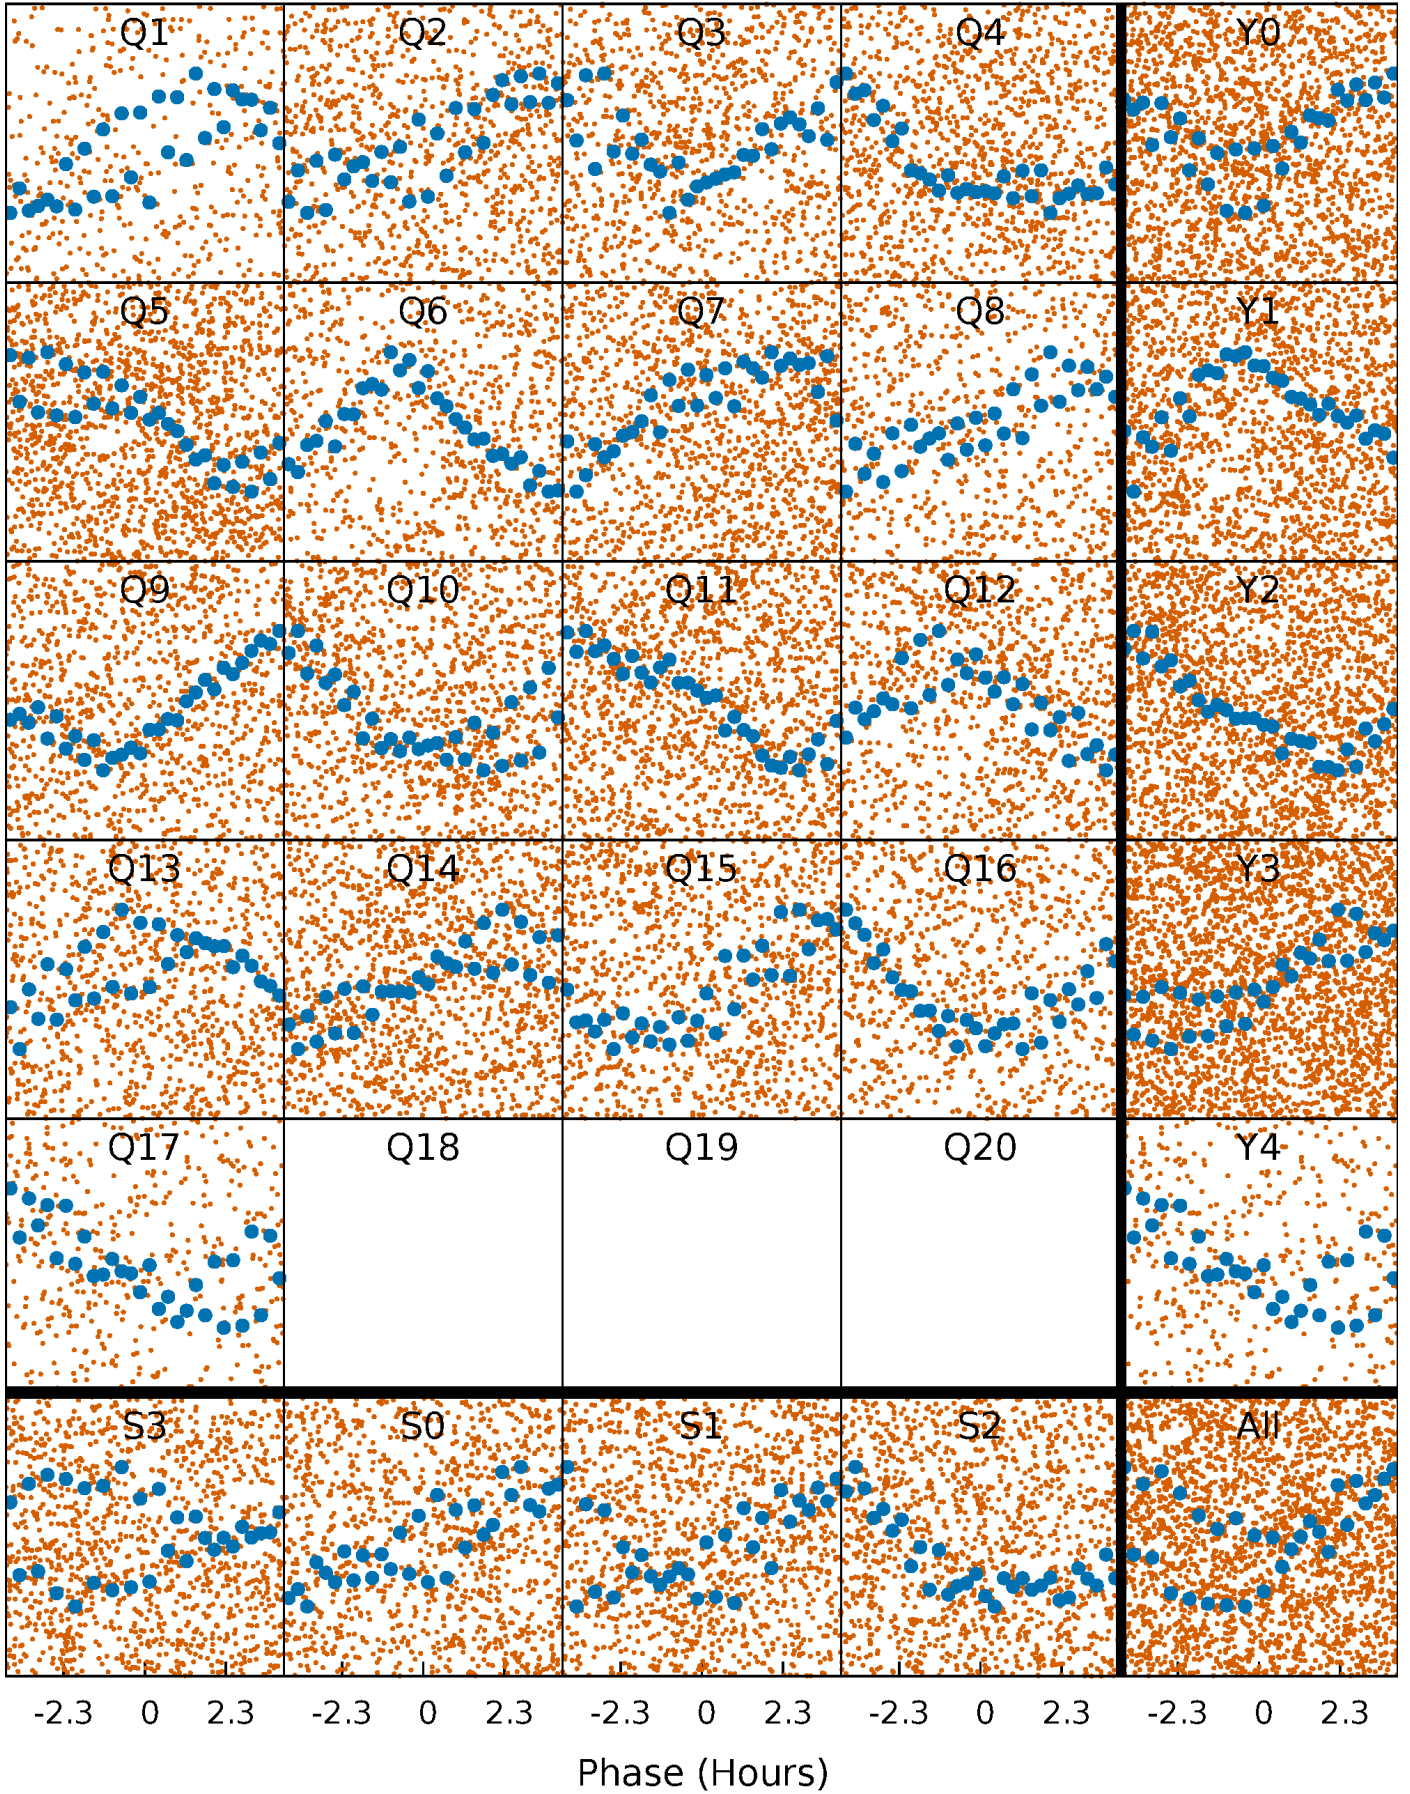 Q1 Q2 Q3 Q4 Y0
Q5 Q6 Q7 Q8 Y1
Q9 Q10 Q11 Q12 Y2
Q13 Q14 Q15 Q16 Y3
Q17 Q18 Q19 Q20 Y4
S3 S0 S1 S2 All
-2.3 0 2.3 -2.3 0 2.3 -2.3 0 2.3 -2.3 0 2.3 -2.3 0 2.3
Phase (Hours)